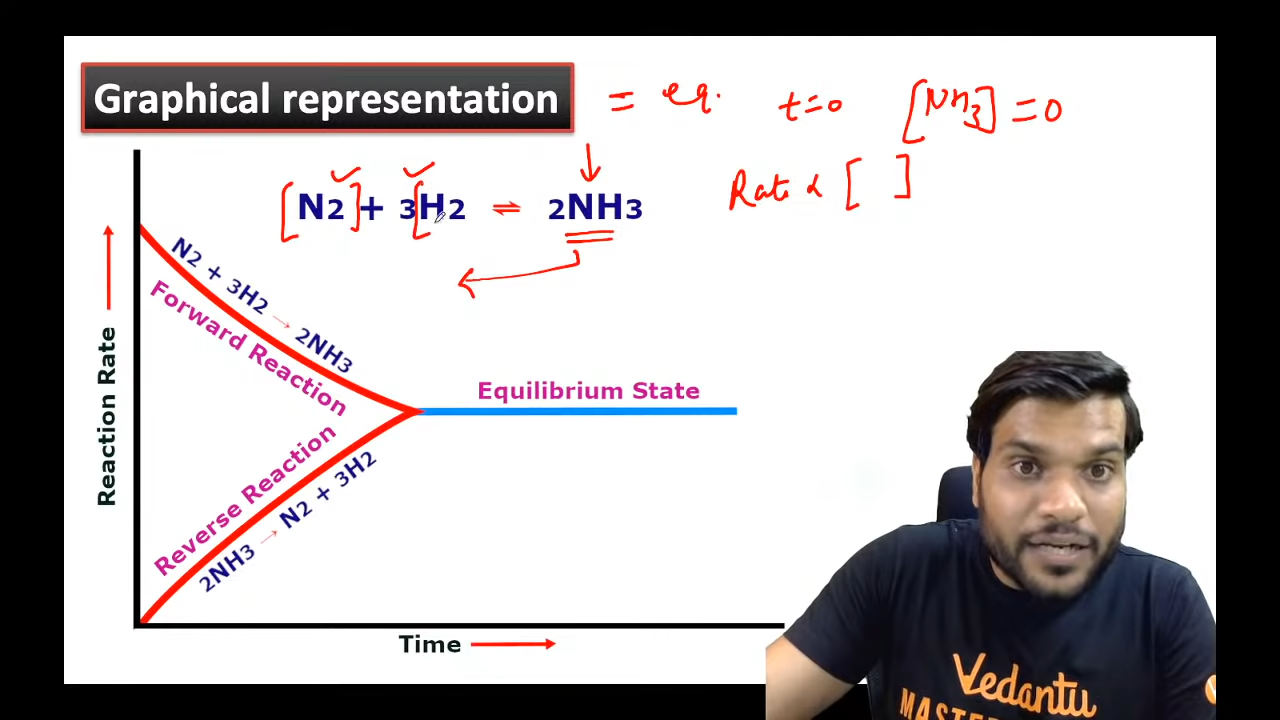 Graphical representation
= eq. t=0 [NH3] = 0
[N2] + 3[H2 ⇌ 2NH3
Rate ∝ [ ]
N2 + 3H2 → 2NH3
Forward Reaction
Equilibrium State
Reaction Rate
Reverse Reaction
2NH3 → N2 + 3H2
Time
Vedantu
MASTER